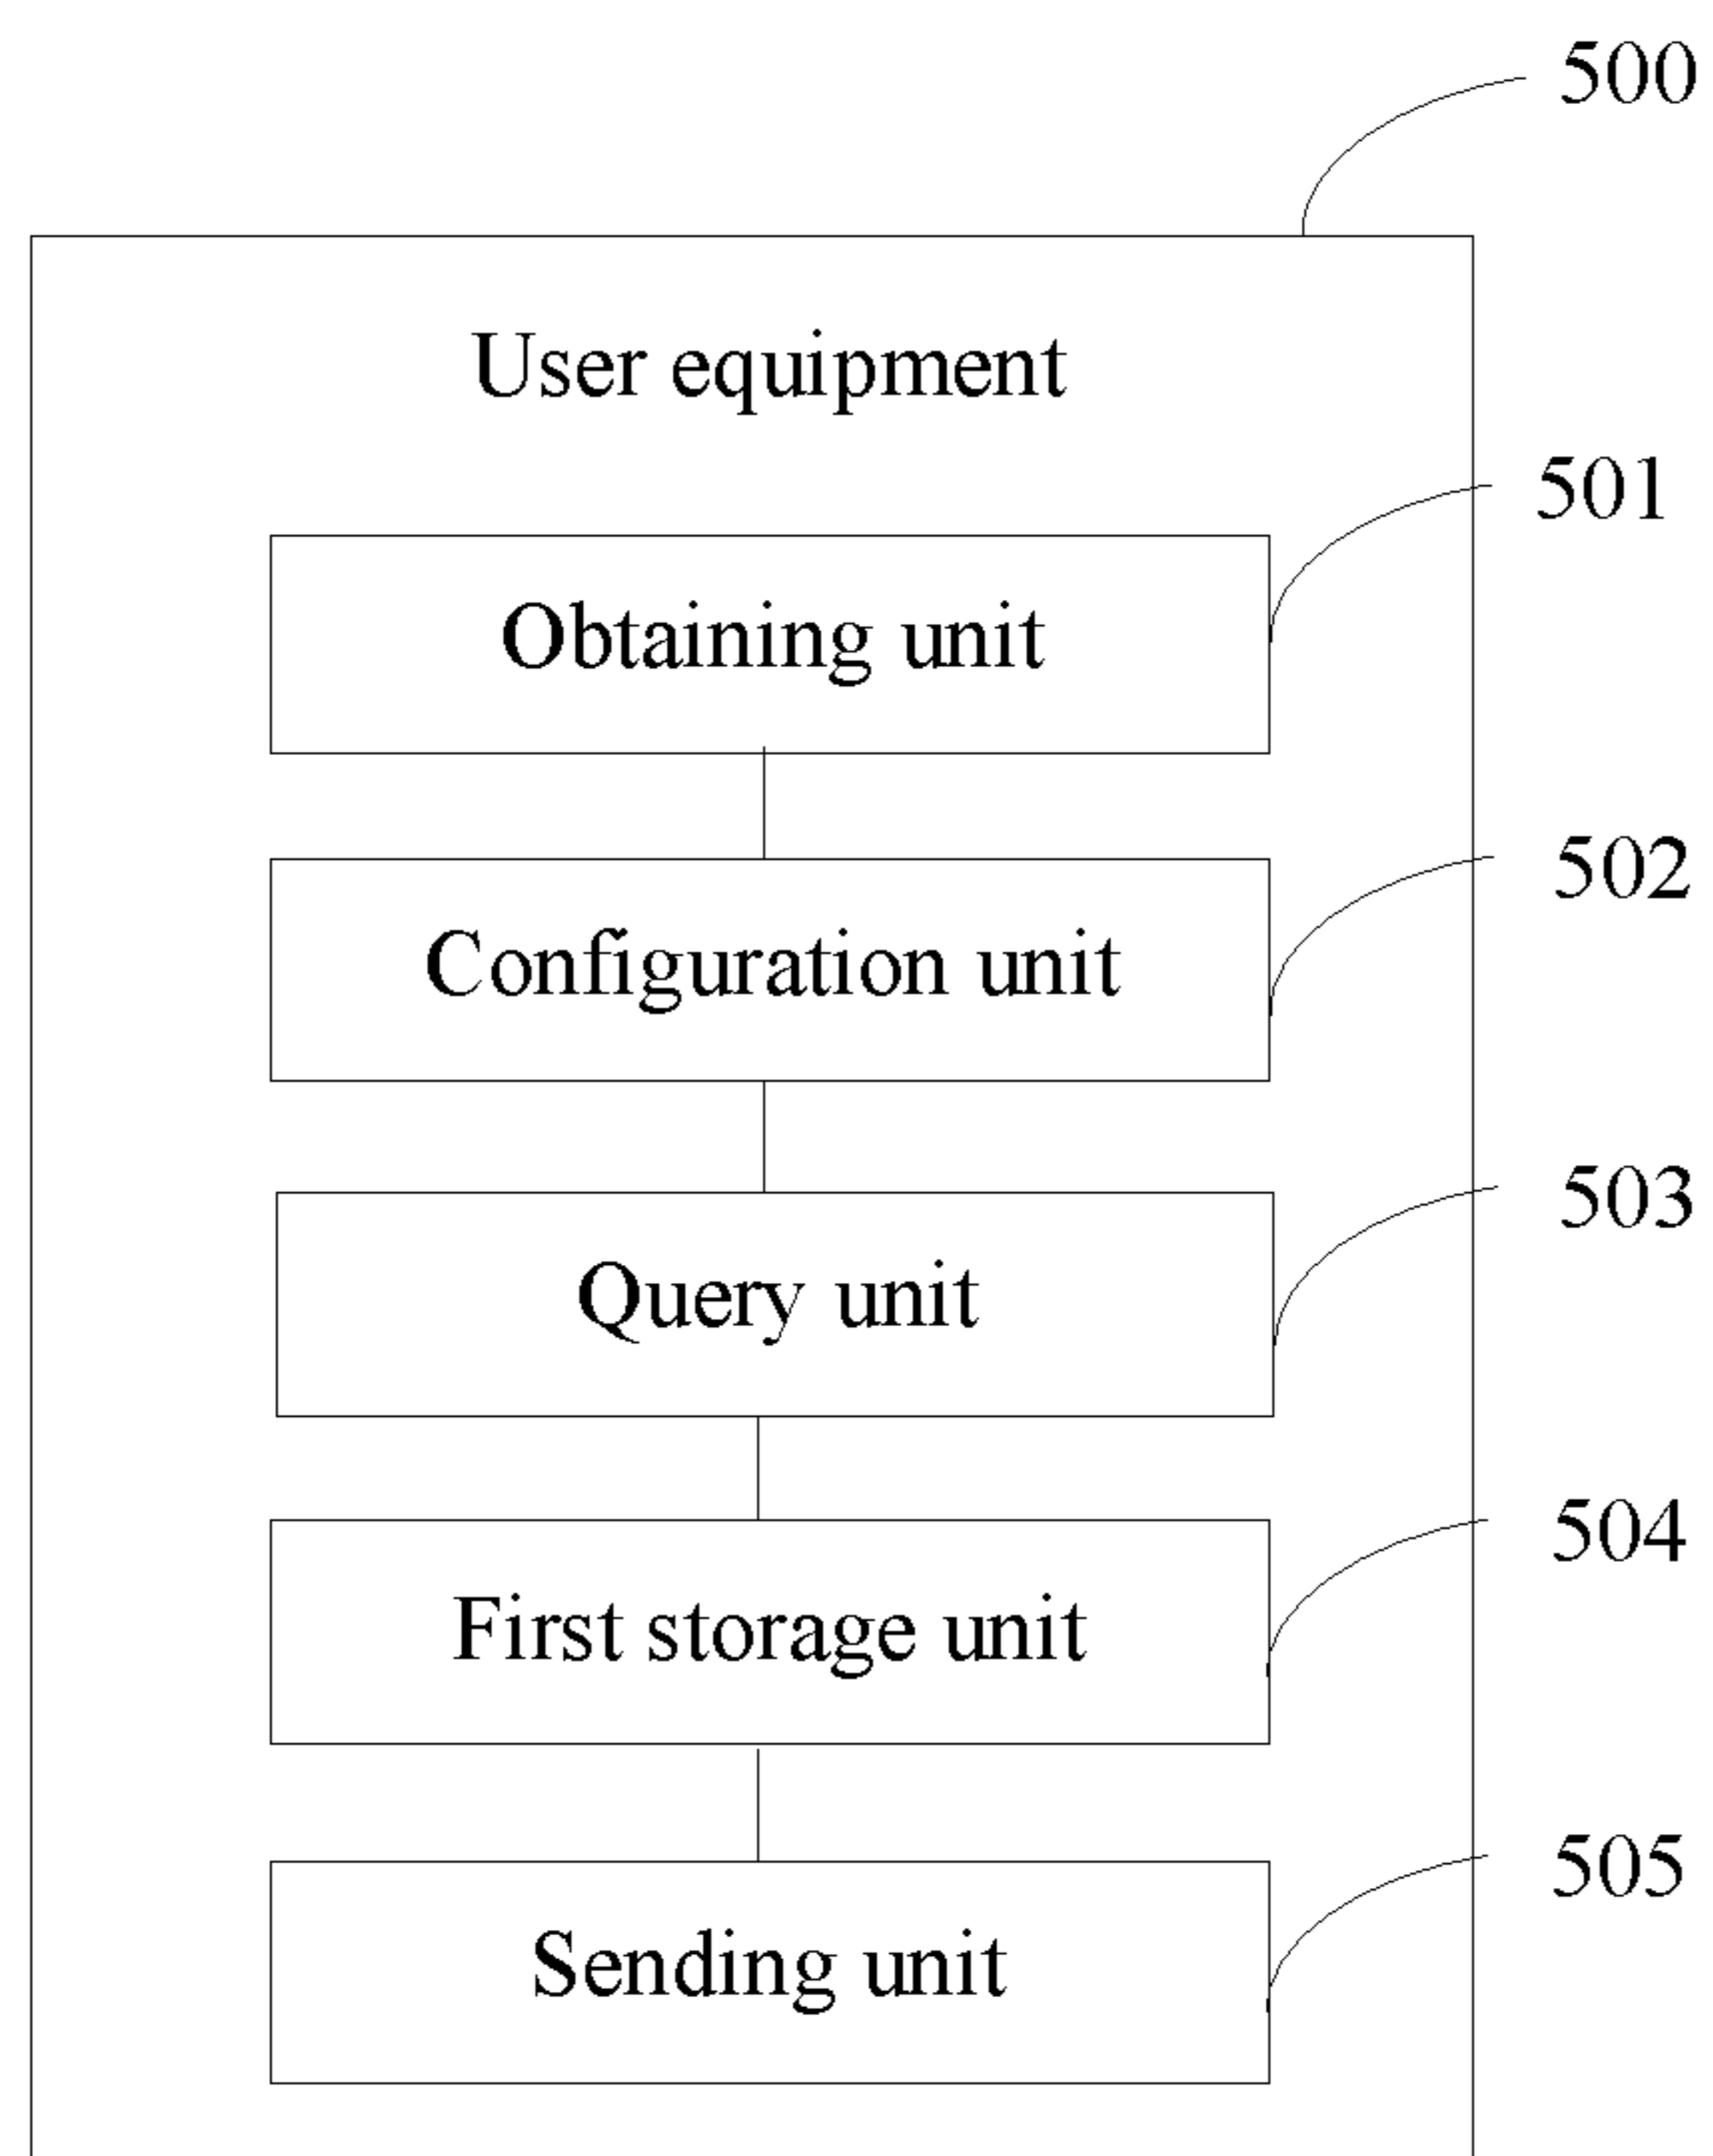 500
User equipment
501
Obtaining unit
502
Configuration unit
503
Query unit
504
First storage unit
505
Sending unit